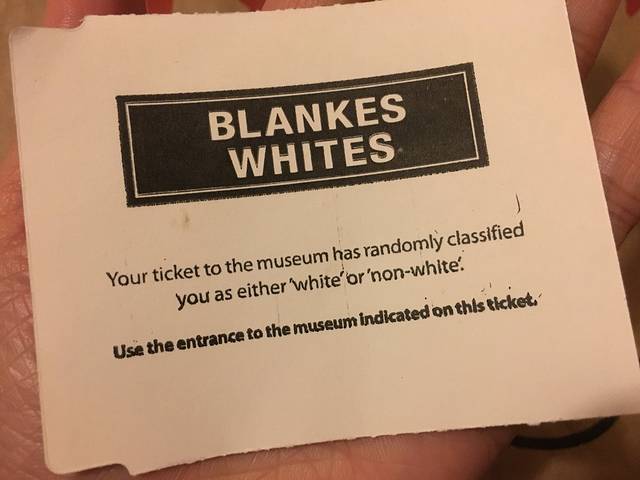 BLANKES
WHITES
Your ticket to the museum has randomly classified
you as either 'white' or 'non-white'.
Use the entrance to the museum indicated on this ticket.